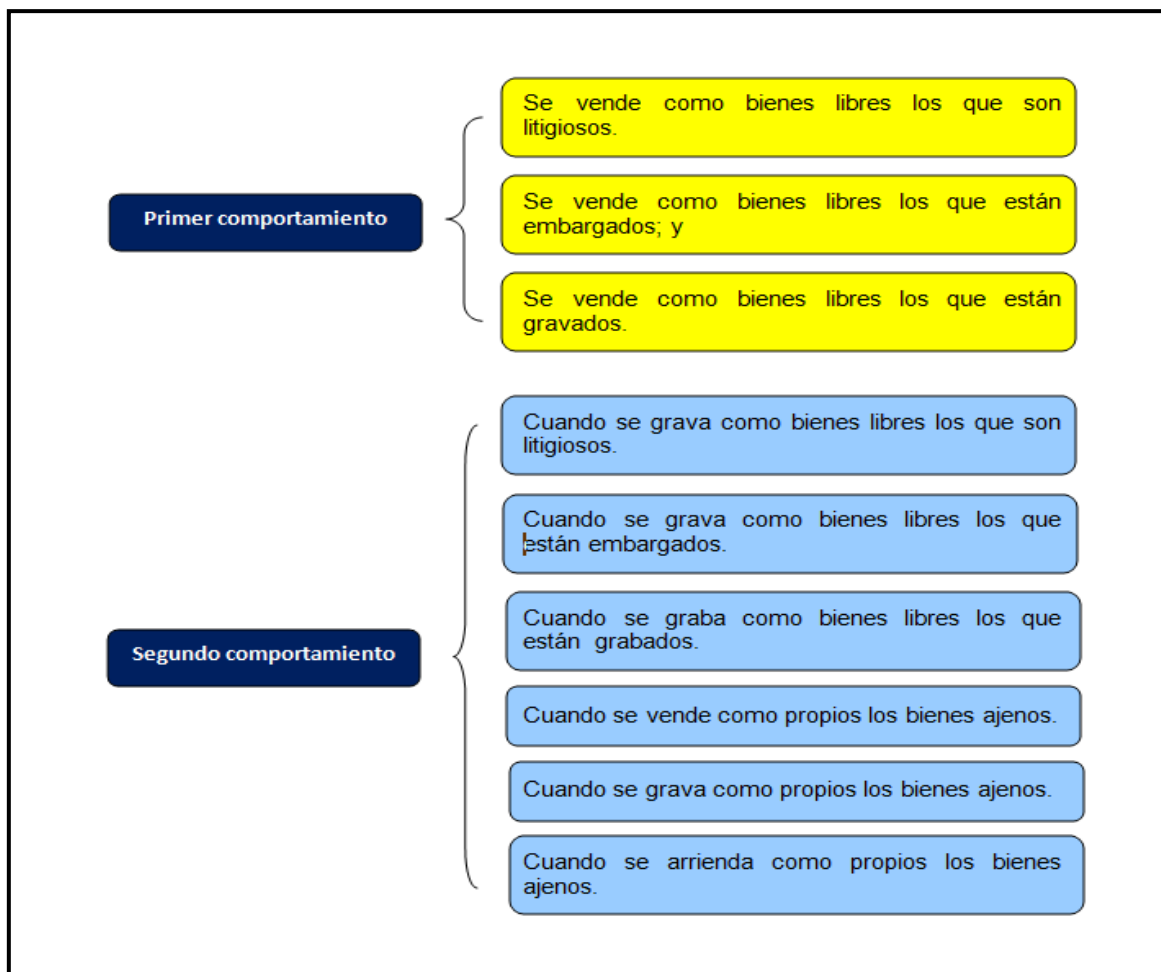 Primer comportamiento
Se vende como bienes libres los que son
litigiosos.
Se vende como bienes libres los que están
embargados; y
Se vende como bienes libres los que están
gravados.
Segundo comportamiento
Cuando se grava como bienes libres los que son
litigiosos.
Cuando se grava como bienes libres los que
están embargados.
Cuando se graba como bienes libres los que
están grabados.
Cuando se vende como propios los bienes ajenos.
Cuando se grava como propios los bienes ajenos.
Cuando se arrienda como propios los bienes
ajenos.